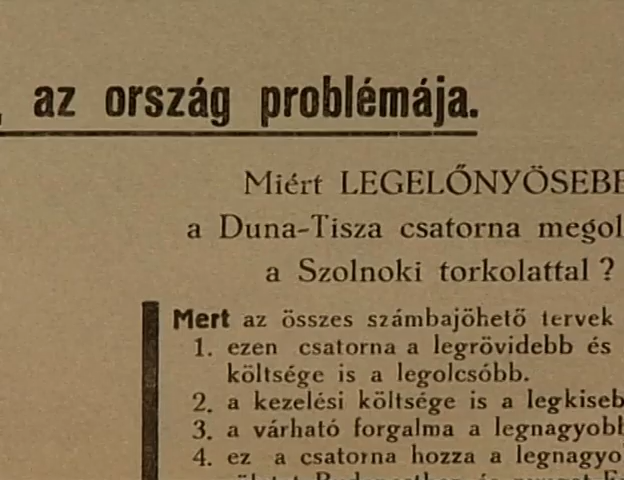 , az ország problémája.
Miért LEGELŐNYÖSEBB
a Duna-Tisza csatorna megol
a Szolnoki torkolattal ?
Mert az összes számbajöhető tervek
1. ezen csatorna a legrövidebb és
költsége is a legolcsóbb.
2. a kezelési költsége is a legkiseb
3. a várható forgalma a legnagyobb
4. ez a csatorna hozza a legnagyo